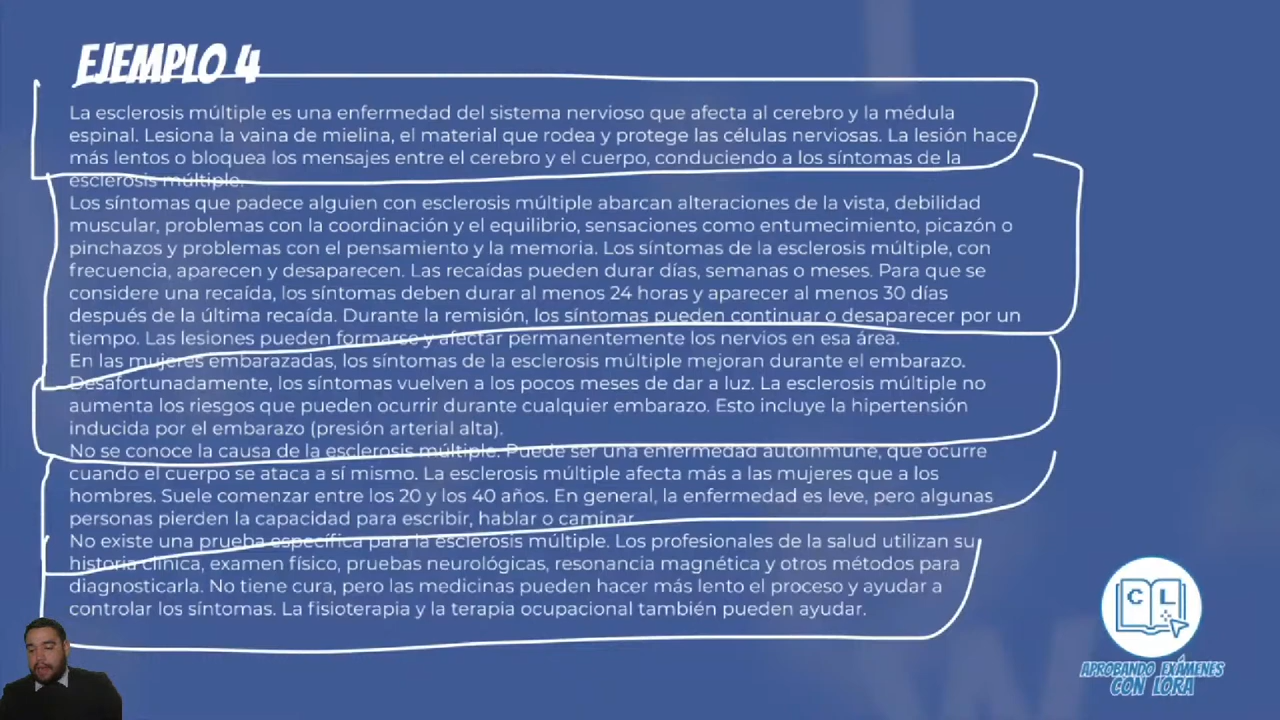 EJEMPLO 4
La esclerosis múltiple es una enfermedad del sistema nervioso que afecta al cerebro y la médula
espinal. Lesiona la vaina de mielina, el material que rodea y protege las células nerviosas. La lesión hace
más lentos o bloquea los mensajes entre el cerebro y el cuerpo, conduciendo a los síntomas de la
esclerosis múltiple.
Los síntomas que padece alguien con esclerosis múltiple abarcan alteraciones de la vista, debilidad
muscular, problemas con la coordinación y el equilibrio, sensaciones como entumecimiento, picazón o
pinchazos y problemas con el pensamiento y la memoria. Los síntomas de la esclerosis múltiple, con
frecuencia, aparecen y desaparecen. Las recaídas pueden durar días, semanas o meses. Para que se
considere una recaída, los síntomas deben durar al menos 24 horas y aparecer al menos 30 días
después de la última recaída. Durante la remisión, los síntomas pueden continuar o desaparecer por un
tiempo. Las lesiones pueden formarse y afectar permanentemente los nervios en esa área.
En las mujeres embarazadas, los síntomas de la esclerosis múltiple mejoran durante el embarazo.
Desafortunadamente, los síntomas vuelven a los pocos meses de dar a luz. La esclerosis múltiple no
aumenta los riesgos que pueden ocurrir durante cualquier embarazo. Esto incluye la hipertensión
inducida por el embarazo (presión arterial alta).
No se conoce la causa de la esclerosis múltiple. Puede ser una enfermedad autoinmune, que ocurre
cuando el cuerpo se ataca a sí mismo. La esclerosis múltiple afecta más a las mujeres que a los
hombres. Suele comenzar entre los 20 y los 40 años. En general, la enfermedad es leve, pero algunas
personas pierden la capacidad para escribir, hablar o caminar.
No existe una prueba específica para la esclerosis múltiple. Los profesionales de la salud utilizan su
historia clínica, examen físico, pruebas neurológicas, resonancia magnética y otros métodos para
diagnosticarla. No tiene cura, pero las medicinas pueden hacer más lento el proceso y ayudar a
controlar los síntomas. La fisioterapia y la terapia ocupacional también pueden ayudar.
C L
APROBANDO EXÁMENES
CON LORA